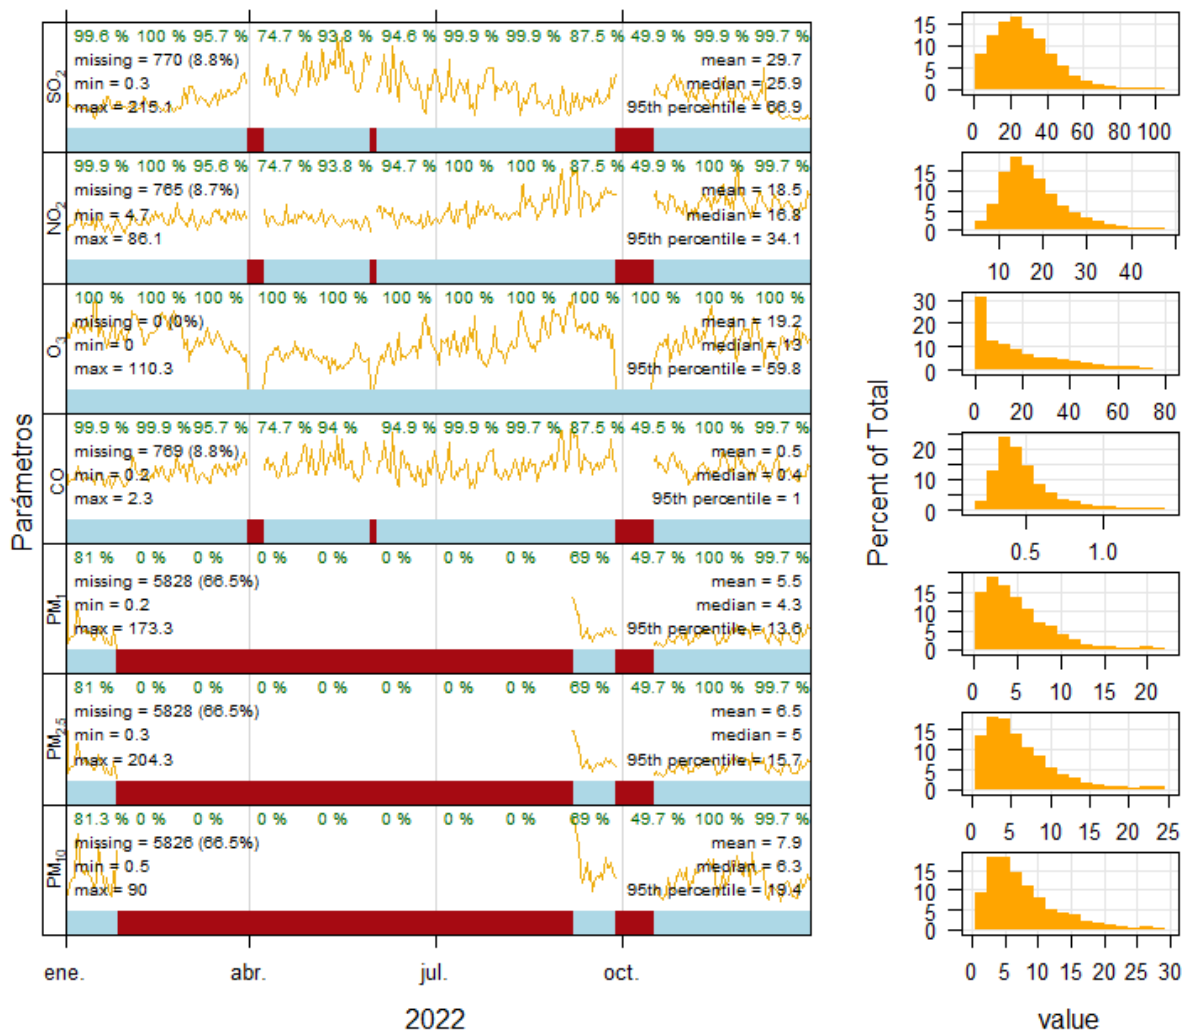 Parámetros
SO2
99.6 % 100 % 95.7 % 74.7 % 93.8 % 94.6 % 99.9 % 99.9 % 87.5 % 49.9 % 99.9 % 99.7 %
missing = 770 (8.8%)
min = 0.3
max = 215.1
mean = 29.7
median = 25.9
95th percentile = 66.9
NO2
99.9 % 100 % 95.6 % 74.7 % 93.8 % 94.7 % 100 % 100 % 87.5 % 49.9 % 100 % 99.7 %
missing = 765 (8.7%)
min = 4.7
max = 86.1
mean = 18.5
median = 16.8
95th percentile = 34.1
O3
100 % 100 % 100 % 100 % 100 % 100 % 100 % 100 % 100 % 100 % 100 % 100 %
missing = 0 (0%)
min = 0
max = 110.3
mean = 19.2
median = 13
95th percentile = 59.8
CO
99.9 % 99.9 % 95.7 % 74.7 % 94 % 94.9 % 99.9 % 99.7 % 87.5 % 49.5 % 100 % 99.7 %
missing = 769 (8.8%)
min = 0.2
max = 2.3
mean = 0.5
median = 0.4
95th percentile = 1
PM1
81 % 0 % 0 % 0 % 0 % 0 % 0 % 0 % 69 % 49.7 % 100 % 99.7 %
missing = 5828 (66.5%)
min = 0.2
max = 173.3
mean = 5.5
median = 4.3
95th percentile = 13.6
PM2.5
81 % 0 % 0 % 0 % 0 % 0 % 0 % 0 % 69 % 49.7 % 100 % 99.7 %
missing = 5828 (66.5%)
min = 0.3
max = 204.3
mean = 6.5
median = 5
95th percentile = 15.7
PM10
81.3 % 0 % 0 % 0 % 0 % 0 % 0 % 0 % 69 % 49.7 % 100 % 99.7 %
missing = 5826 (66.5%)
min = 0.5
max = 90
mean = 7.9
median = 6.3
95th percentile = 19.4
ene. abr. jul. oct.
2022
Percent of Total
15
10
5
0
0 20 40 60 80 100
15
10
5
0
10 20 30 40
30
20
10
0
0 20 40 60 80
20
10
0
0.5 1.0
15
10
5
0
0 5 10 15 20
15
10
5
0
0 5 10 15 20 25
15
10
5
0
0 5 10 15 20 25 30
value